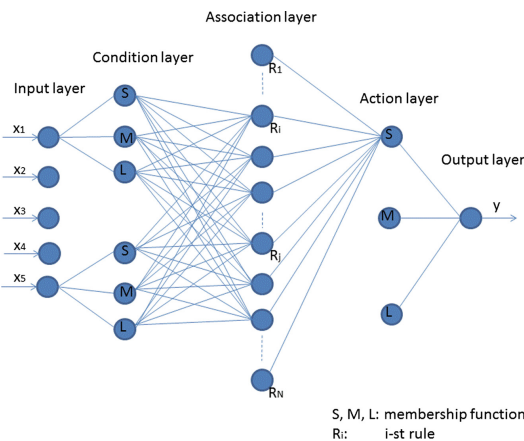 Association layer
Condition layer
Input layer
Action layer
Output layer
R1
S
x1
M
Ri
S
L
x2
x3
M
y
x4
S
Rj
x5
M
L
L
RN
S, M, L: membership function
Ri: i-st rule